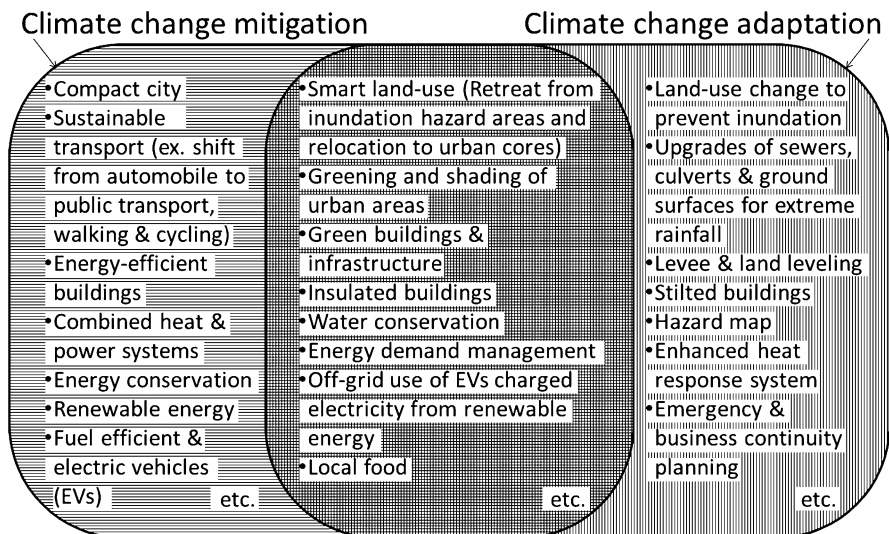 Climate change mitigation
Climate change adaptation
•Compact city
•Sustainable
transport (ex. shift
from automobile to
public transport,
walking & cycling)
•Energy-efficient
buildings
•Combined heat &
power systems
•Energy conservation
•Renewable energy
•Fuel efficient &
electric vehicles
(EVs)
etc.
•Smart land-use (Retreat from
inundation hazard areas and
relocation to urban cores)
•Greening and shading of
urban areas
•Green buildings &
infrastructure
•Insulated buildings
•Water conservation
•Energy demand management
•Off-grid use of EVs charged
electricity from renewable
energy
•Local food
etc.
•Land-use change to
prevent inundation
•Upgrades of sewers,
culverts & ground
surfaces for extreme
rainfall
•Levee & land leveling
•Stilted buildings
•Hazard map
•Enhanced heat
response system
•Emergency &
business continuity
planning
etc.